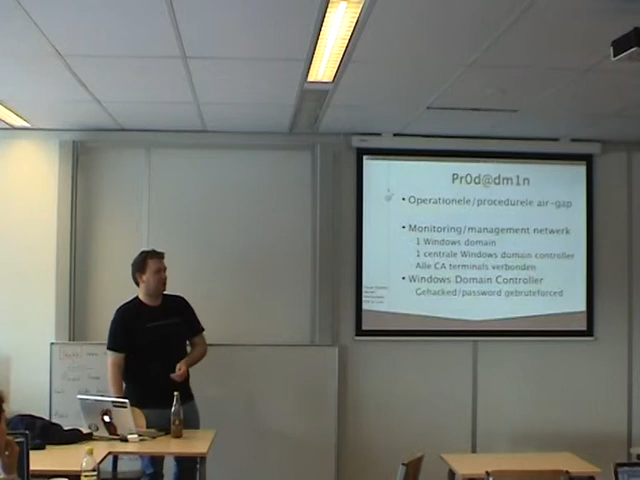 Pr0d@dm1n
• Operationele/procedurele air-gap
• Monitoring/management netwerk
1 Windows domain
1 centrale Windows domain controller
Alle CA terminals verbonden
• Windows Domain Controller
Gehacked/password gebruteforced